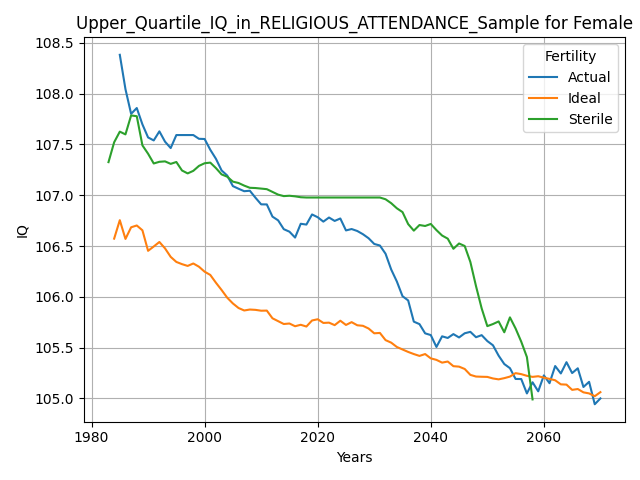 Upper_Quartile_IQ_in_RELIGIOUS_ATTENDANCE_Sample for Female
Fertility
Actual
Ideal
Sterile
IQ
108.5
108.0
107.5
107.0
106.5
106.0
105.5
105.0
1980 2000 2020 2040 2060
Years